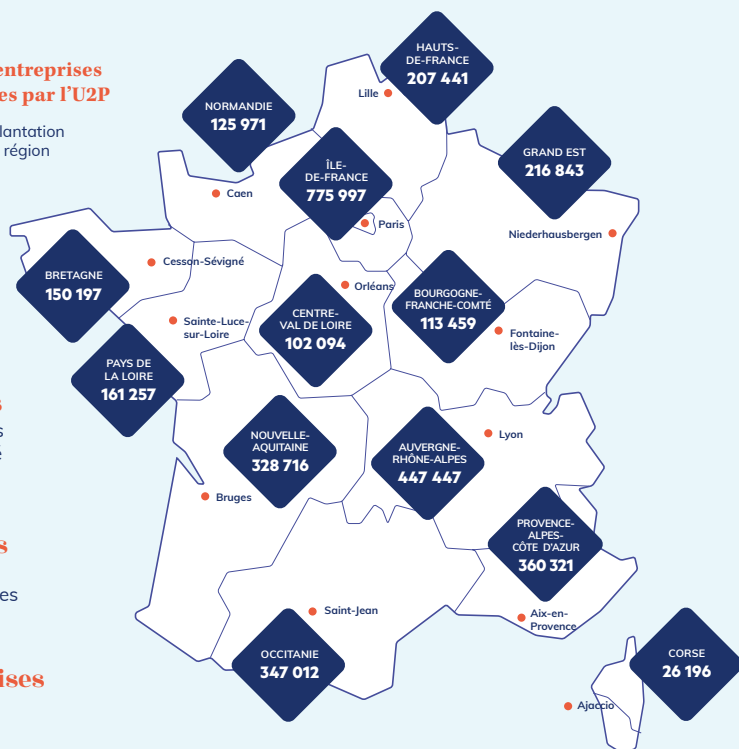 entreprises
es par l'U2P
lantation
région
HAUTS-
DE-FRANCE
207 441
Lille
NORMANDIE
125 971
GRAND EST
216 843
ÎLE-
DE-FRANCE
775 997
Caen
Paris
Niederhausbergen
Cesson-Sévigné
BRETAGNE
150 197
Orléans
BOURGOGNE-
FRANCHE-COMTÉ
113 459
CENTRE-
VAL DE LOIRE
102 094
Sainte-Luce-
sur-Loire
Fontaine-
lès-Dijon
PAYS DE
LA LOIRE
161 257
s
s
é
NOUVELLE-
AQUITAINE
328 716
Lyon
AUVERGNE-
RHÔNE-ALPES
447 447
Bruges
PROVENCE-
ALPES-
CÔTE D'AZUR
360 321
s
es
Saint-Jean
Aix-en-
Provence
OCCITANIE
347 012
CORSE
26 196
ises
Ajaccio